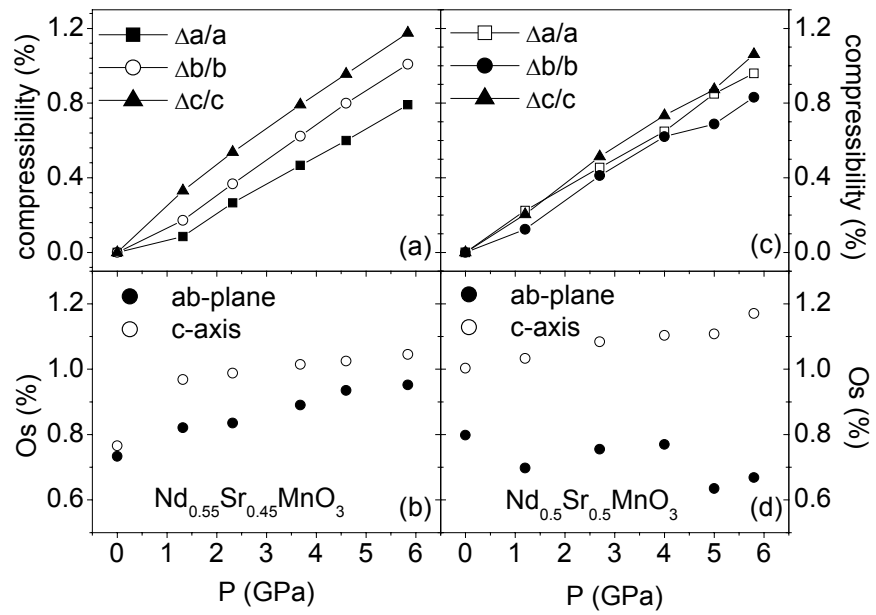 compressibility (%)
1.2
0.8
0.4
0.0
Δa/a
Δb/b
Δc/c
(a)
Δa/a
Δb/b
Δc/c
(c)
1.2
0.8
0.4
0.0
compressibility (%)
Os (%)
1.2
1.0
0.8
0.6
ab-plane
c-axis
Nd0.55Sr0.45MnO3
(b)
ab-plane
c-axis
Nd0.5Sr0.5MnO3
(d)
1.2
1.0
0.8
0.6
Os (%)
0 1 2 3 4 5 6
P (GPa)
0 1 2 3 4 5 6
P (GPa)